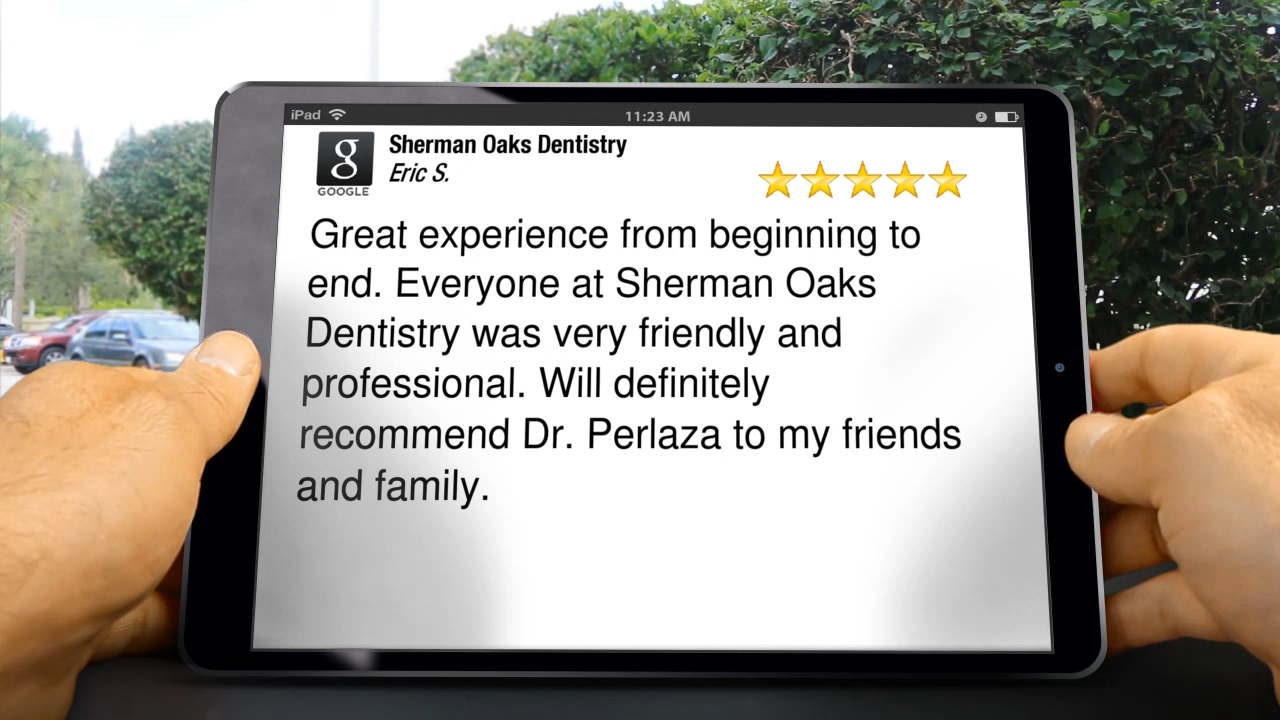 iPad 11:23 AM
g
GOOGLE
Sherman Oaks Dentistry
Eric S.
Great experience from beginning to
end. Everyone at Sherman Oaks
Dentistry was very friendly and
professional. Will definitely
recommend Dr. Perlaza to my friends
and family.